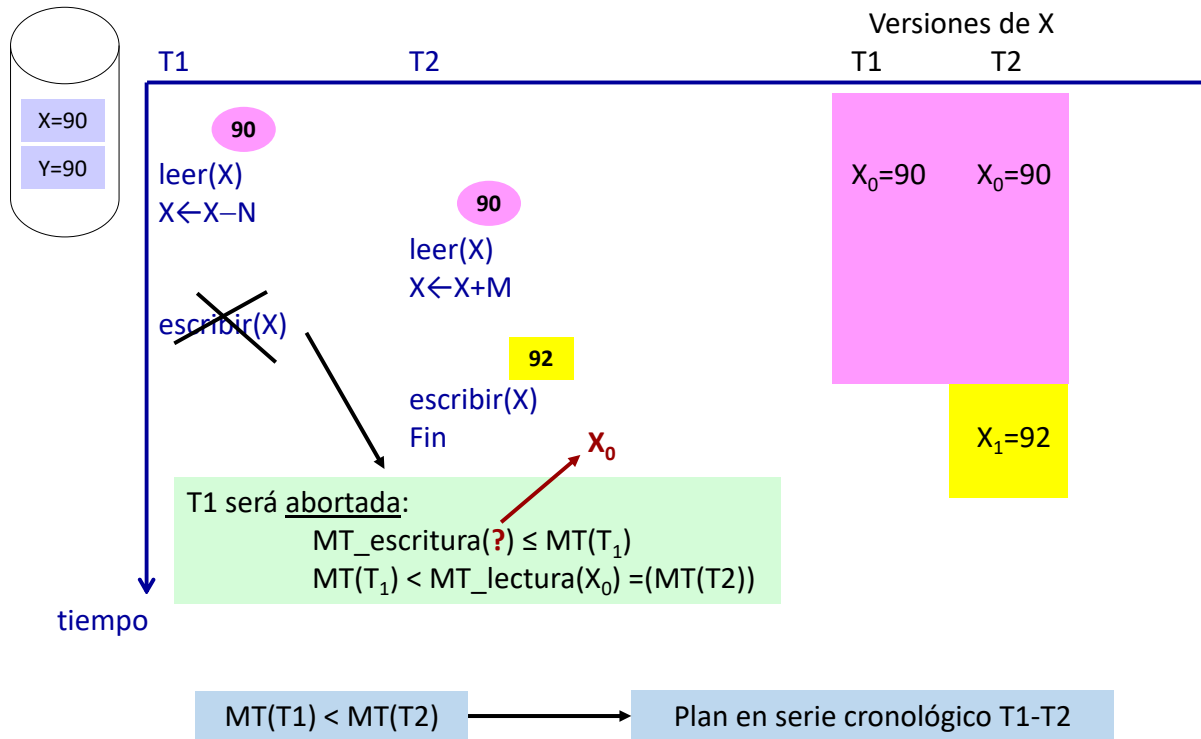 Versiones de X
T1 T2 T1 T2
X=90
90
Y=90
leer(X)
X₀=90 X₀=90
X←X−N
90
leer(X)
X←X+M
escribir(X)
92
escribir(X)
Fin
X₀
X₁=92
T1 será abortada:
MT_escritura(?) ≤ MT(T₁)
MT(T₁) < MT_lectura(X₀) =(MT(T2))
tiempo
MT(T1) < MT(T2) Plan en serie cronológico T1-T2